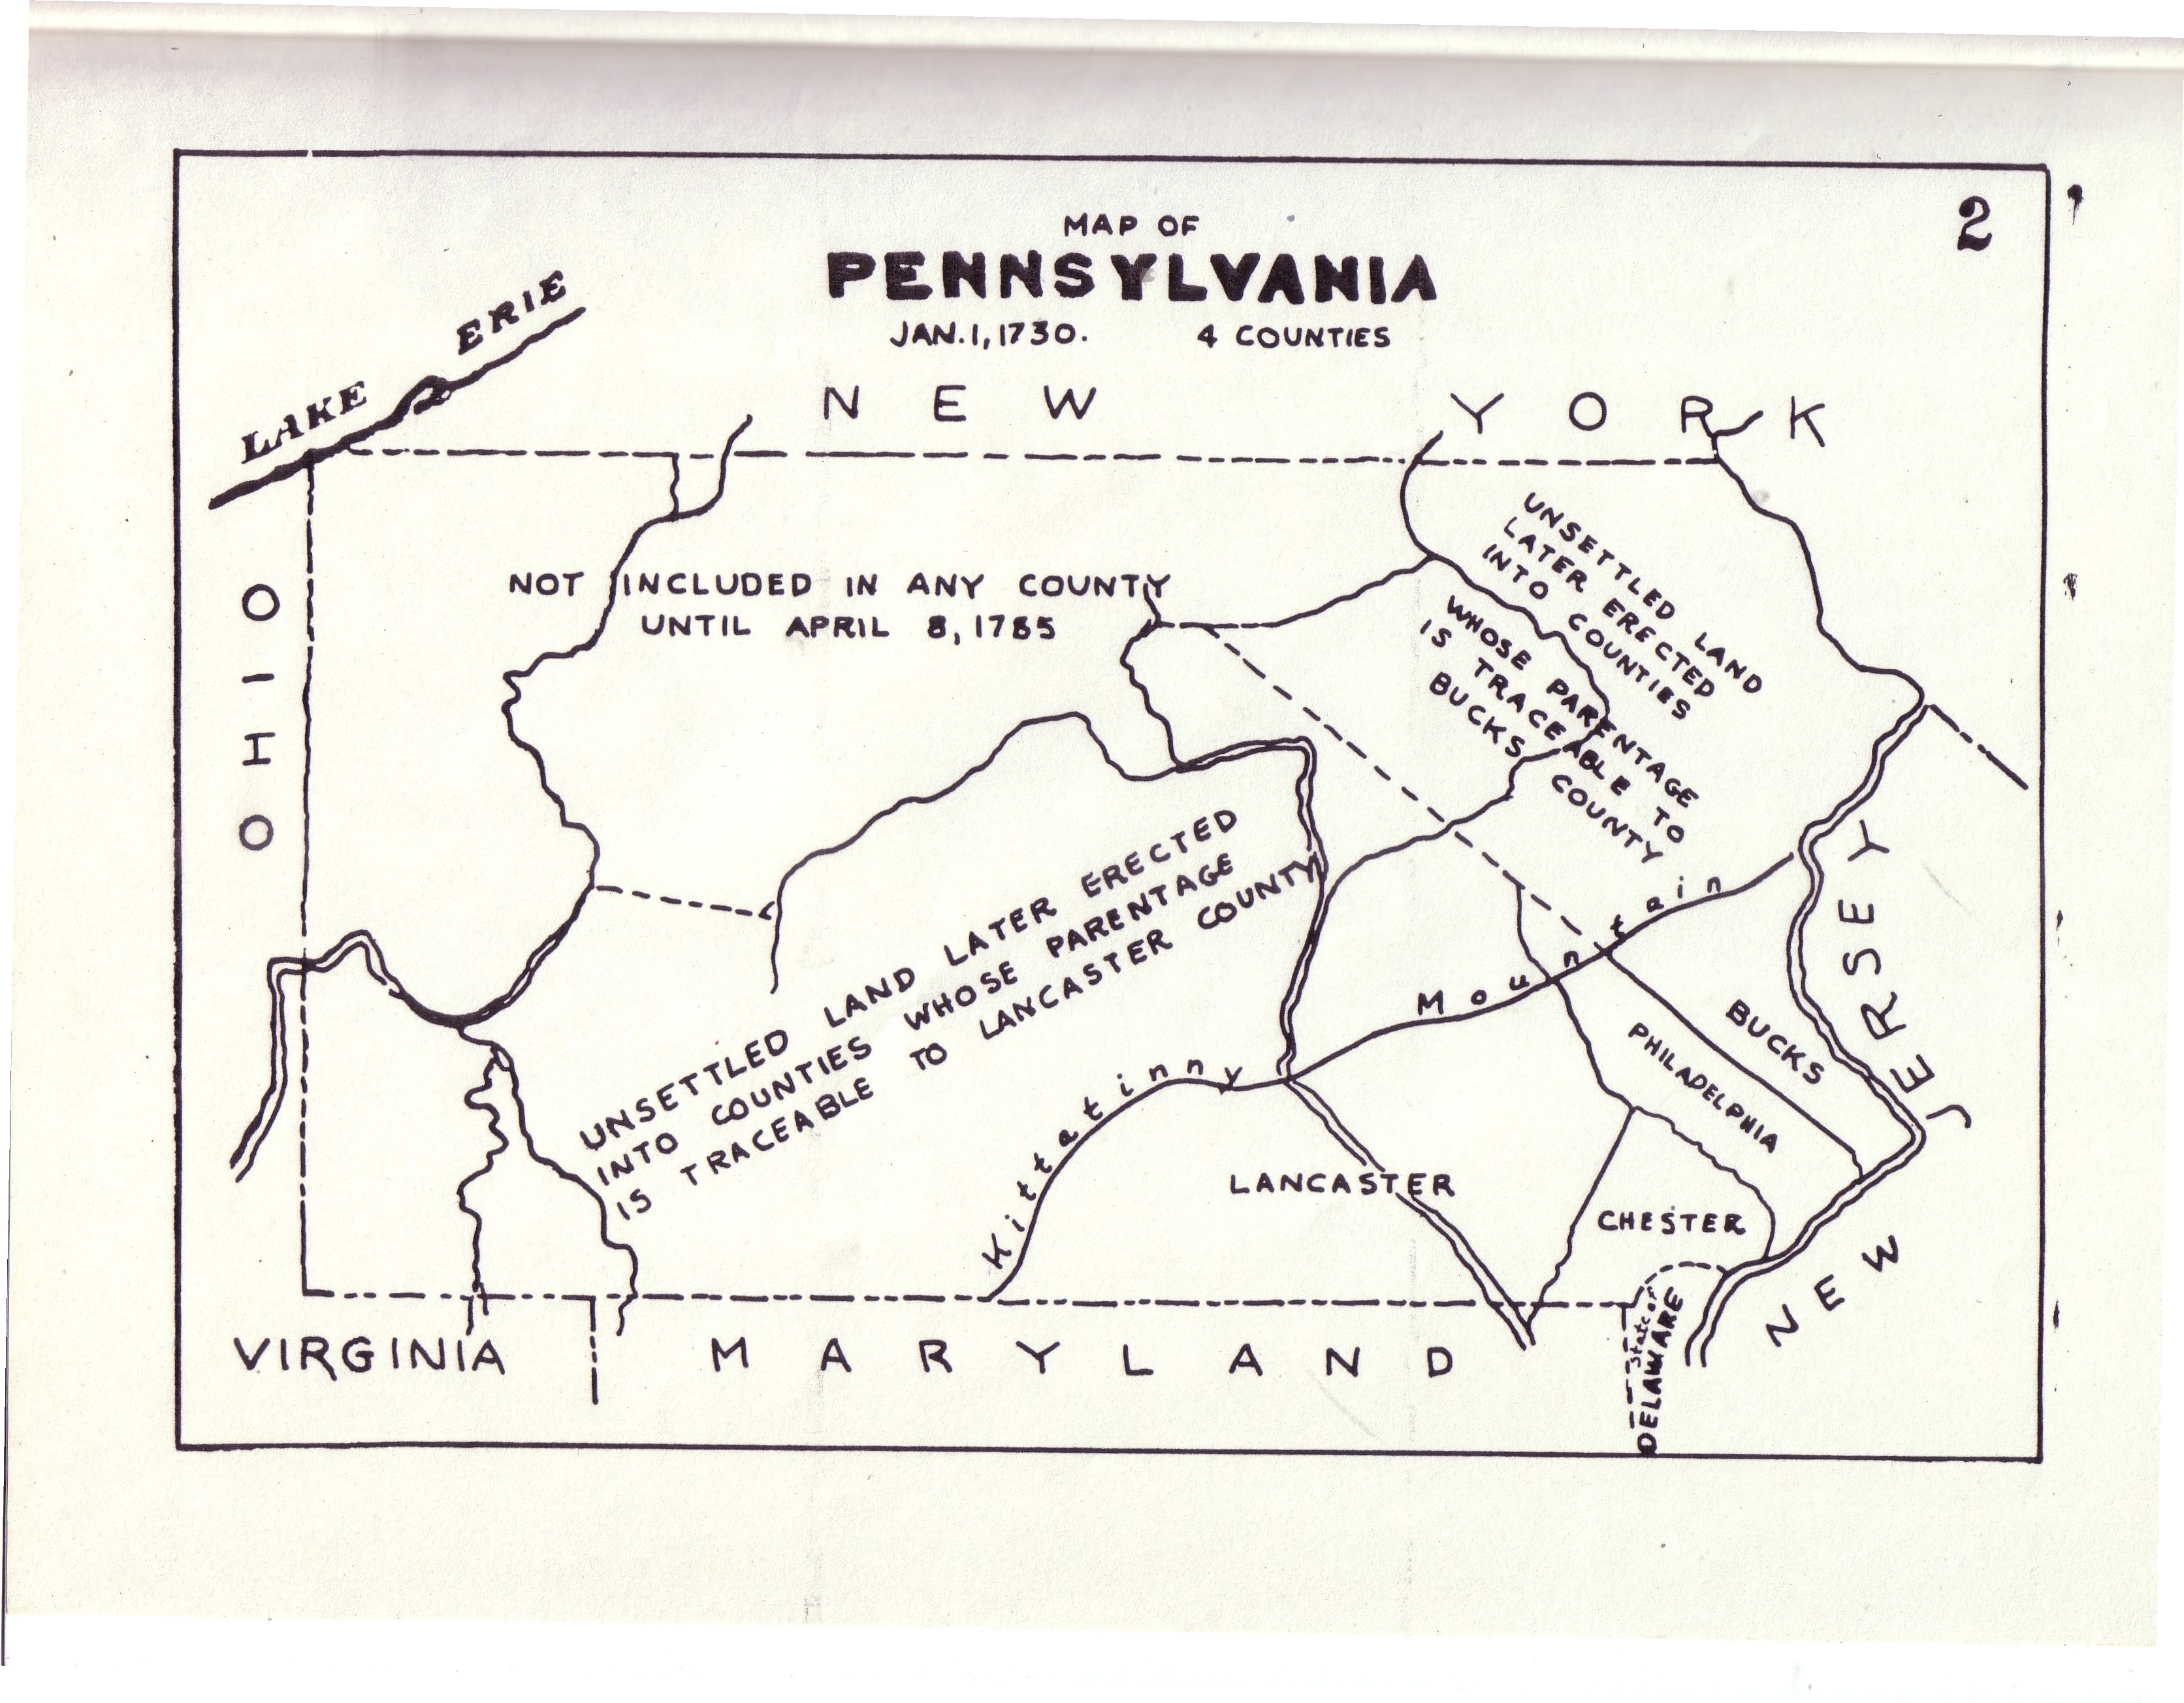 2
MAP OF
PENNSYLVANIA
JAN. 1, 1730. 4 COUNTIES
LAKE ERIE
NEW YORK
OHIO
NOT INCLUDED IN ANY COUNTY
UNTIL APRIL 8, 1785
UNSETTLED LAND
LATER ERECTED
INTO COUNTIES
WHOSE PARENTAGE
IS TRACEABLE TO
BUCKS COUNTY
UNSETTLED LAND LATER ERECTED
INTO COUNTIES WHOSE PARENTAGE
IS TRACEABLE TO LANCASTER COUNTY
Kittatinny Mountain
BUCKS
PHILADELPHIA
LANCASTER
CHESTER
NEW JERSEY
State of
DELAWARE
VIRGINIA
MARYLAND